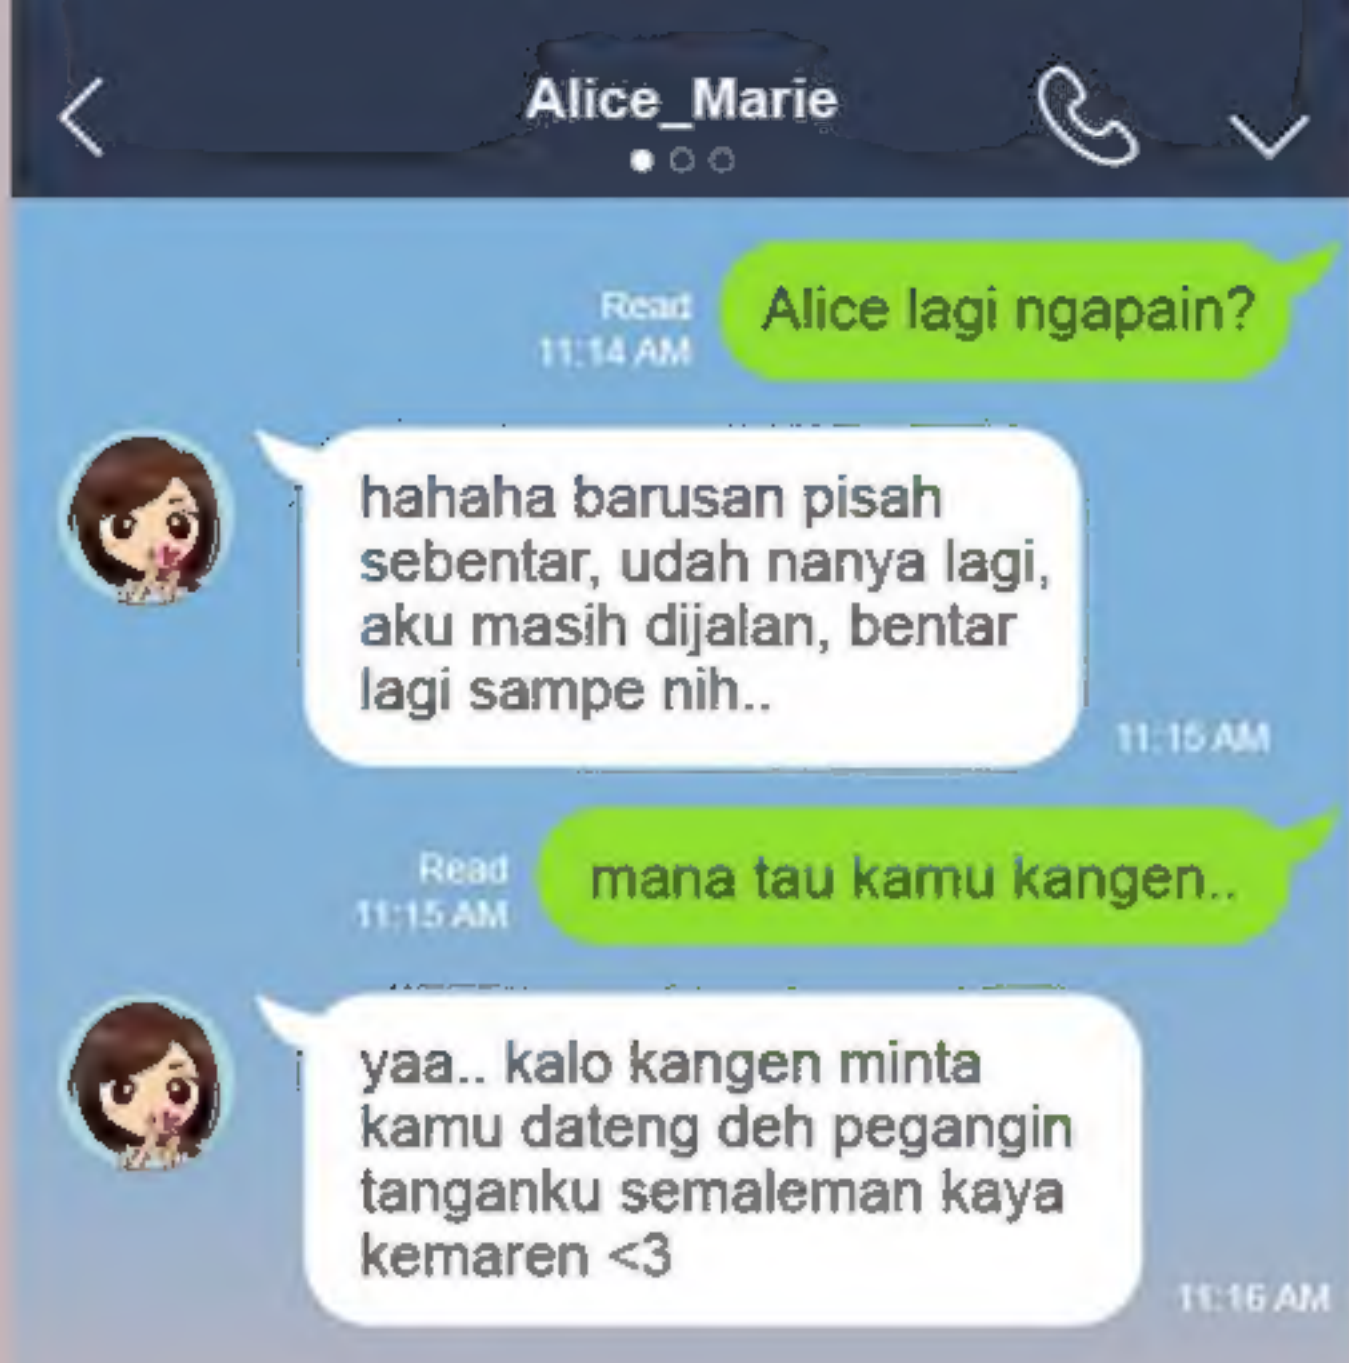 Alice_Marie
Alice lagi ngapain?
Read
11:14 AM
hahaha barusan pisah
sebentar, udah nanya lagi,
aku masih dijalan, bentar
lagi sampe nih..
11:15 AM
mana tau kamu kangen..
Read
11:15 AM
yaa.. kalo kangen minta
kamu dateng deh pegangin
tanganku semaleman kaya
kemaren <3
11:16 AM